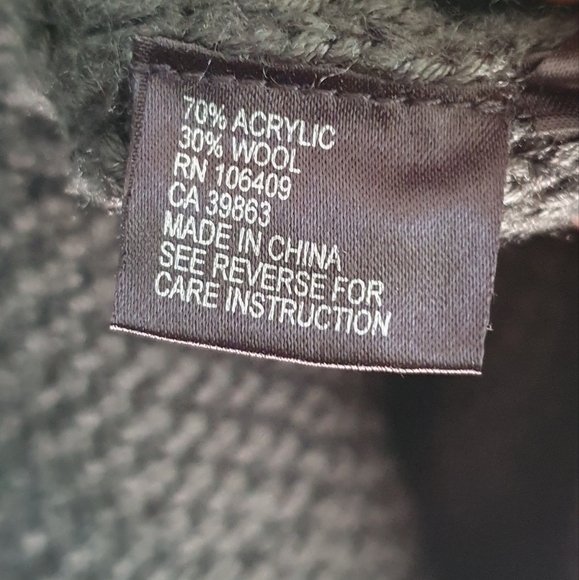 70% ACRYLIC
30% WOOL
RN 106409
CA 39863
MADE IN CHINA
SEE REVERSE FOR
CARE INSTRUCTION